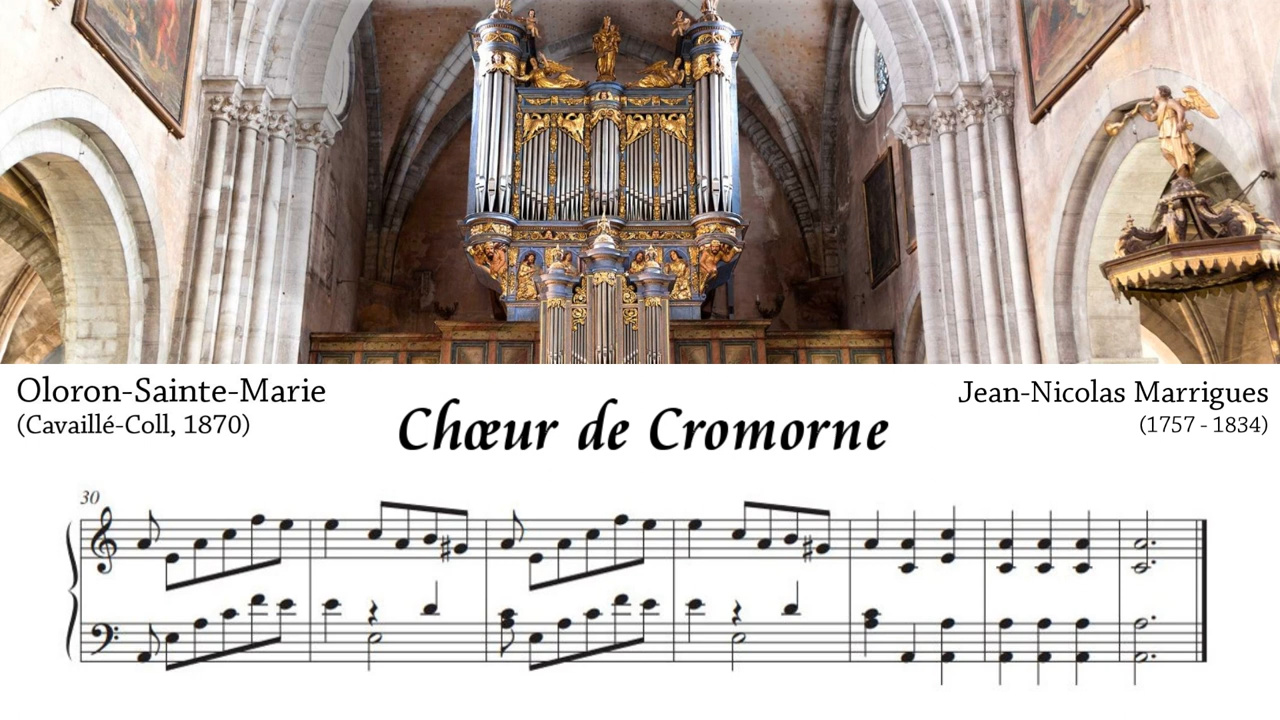 Oloron-Sainte-Marie
(Cavaillé-Coll, 1870)
Chœur de Cromorne
Jean-Nicolas Marrigues
(1757 - 1834)
30